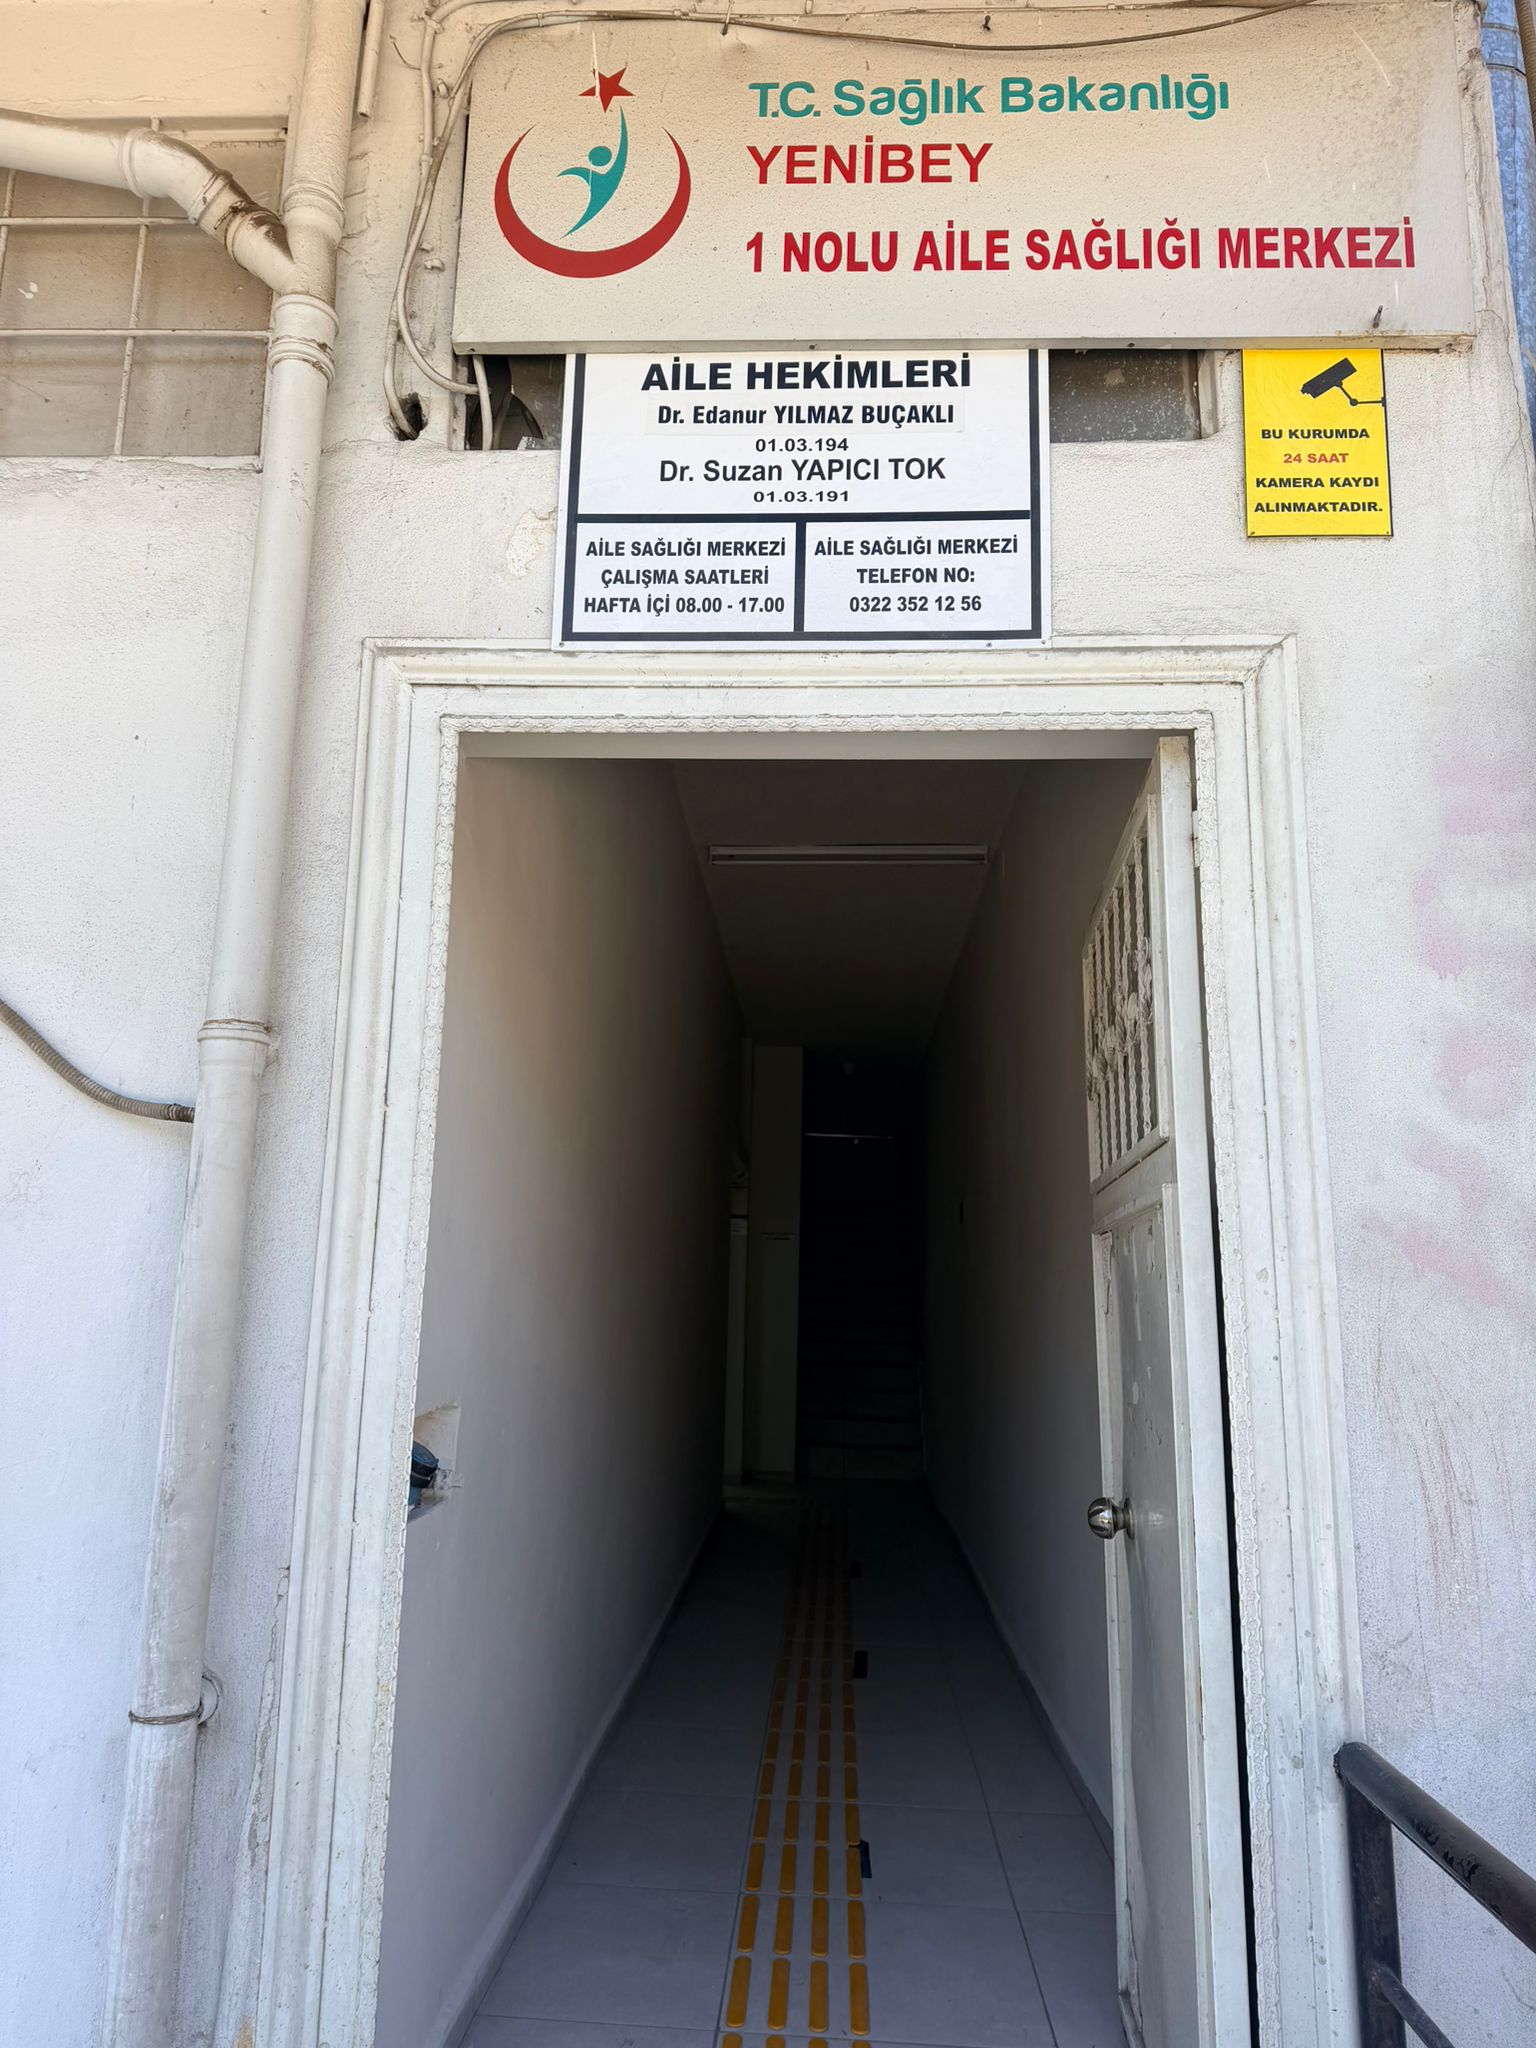 T.C. Sağlık Bakanlığı
YENİBEY
1 NOLU AİLE SAĞLIĞI MERKEZİ
AİLE HEKİMLERİ
Dr. Edanur YILMAZ BUÇAKLI
01.03.194
Dr. Suzan YAPICI TOK
01.03.191
AİLE SAĞLIĞI MERKEZİ
ÇALIŞMA SAATLERİ
HAFTA İÇİ 08.00 - 17.00
AİLE SAĞLIĞI MERKEZİ
TELEFON NO:
0322 352 12 56
BU KURUMDA
24 SAAT
KAMERA KAYDI
ALINMAKTADIR.